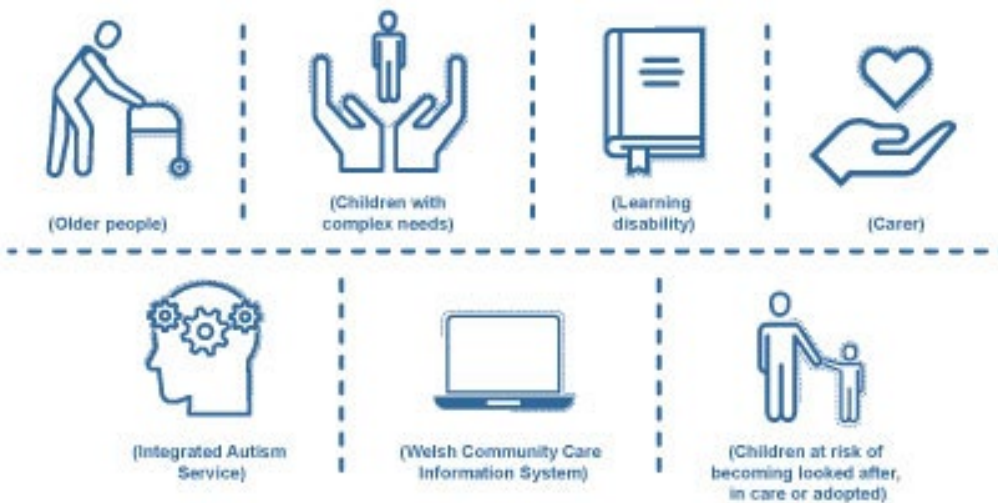 (Older people)
(Children with
complex needs)
(Learning
disability)
(Carer)
(Integrated Autism
Service)
(Welsh Community Care
Information System)
(Children at risk of
becoming looked after,
in care or adopted)